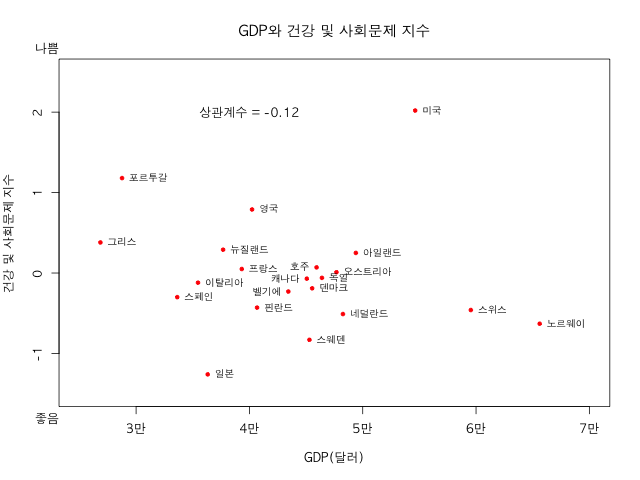 GDP와 건강 및 사회문제 지수
나쁨
상관계수 = -0.12
미국
포르투갈
영국
그리스
뉴질랜드
아일랜드
프랑스
호주
오스트리아
캐나다
독일
이탈리아
덴마크
벨기에
스페인
핀란드
네덜란드
스위스
노르웨이
스웨덴
일본
2
1
0
-1
건강 및 사회문제 지수
좋음
3만 4만 5만 6만 7만
GDP(달러)